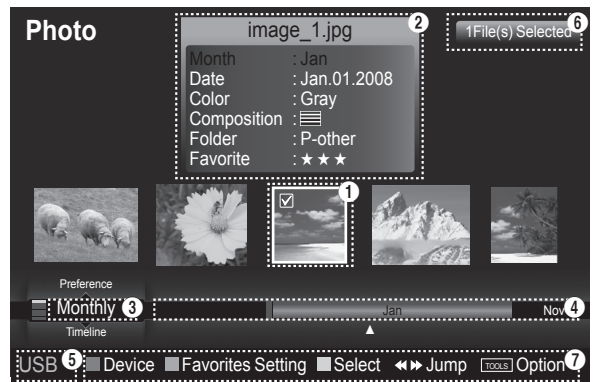 Photo
image_1.jpg ②
1File(s) Selected ⑥
Month : Jan
Date : Jan.01.2008
Color : Gray
Composition :
Folder : P-other
Favorite : ★★★
①
Preference
Monthly ③
Jan
Nov ④
Timeline
USB ⑤
Device Favorites Setting Select ◀◀ ▶▶ Jump TOOLS Option ⑦